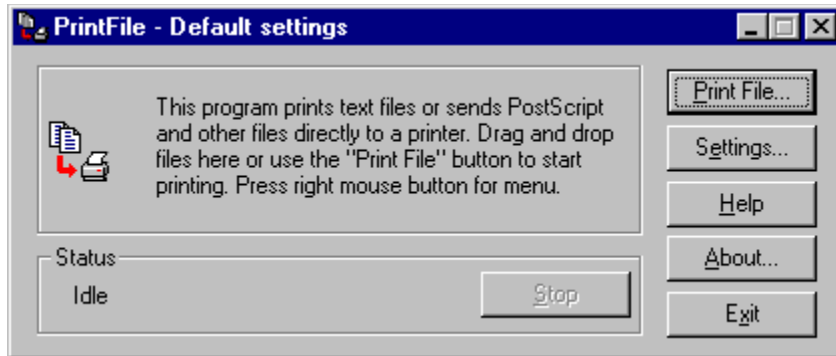 PrintFile - Default settings
This program prints text files or sends PostScript
and other files directly to a printer. Drag and drop
files here or use the "Print File" button to start
printing. Press right mouse button for menu.
Print File...
Settings...
Help
About...
Exit
Status
Idle
Stop